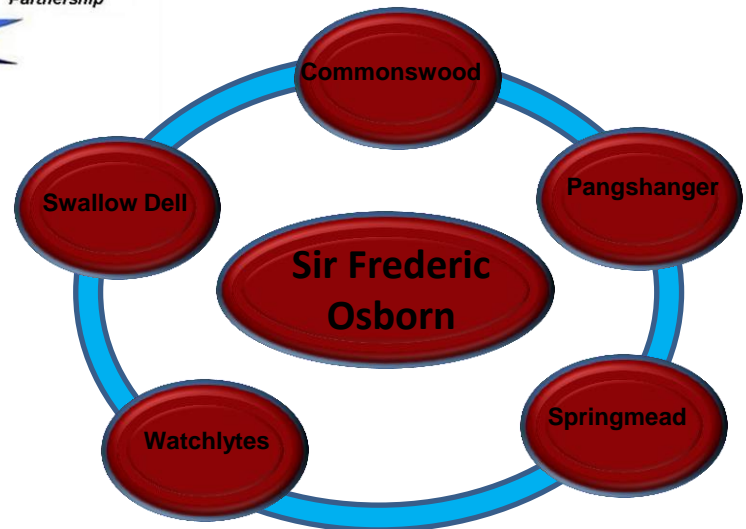 Partnership
Commonswood
Swallow Dell
Pangshanger
Sir Frederic
Osborn
Watchlytes
Springmead